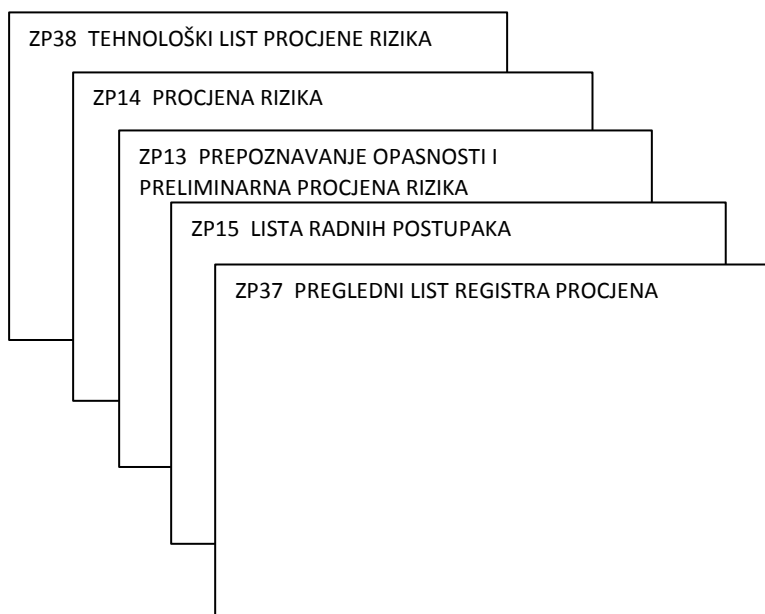 ZP38 TEHNOLOŠKI LIST PROCJENE RIZIKA
ZP14 PROCJENA RIZIKA
ZP13 PREPOZNAVANJE OPASNOSTI I
PRELIMINARNA PROCJENA RIZIKA
ZP15 LISTA RADNIH POSTUPAKA
ZP37 PREGLEDNI LIST REGISTRA PROCJENA